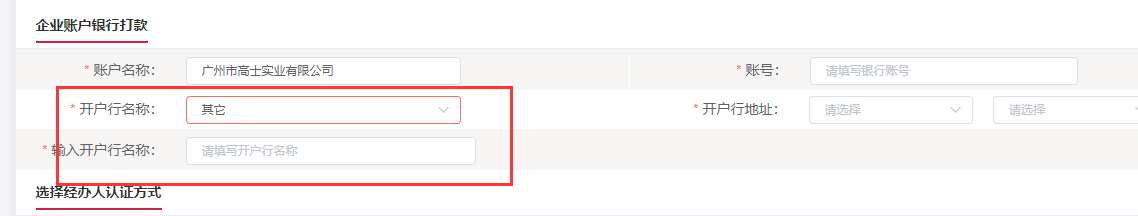 企业账户银行打款
* 账户名称： 广州市高士实业有限公司 * 账号： 请填写银行账号
* 开户行名称： 其它 * 开户行地址： 请选择 请选择
* 输入开户行名称： 请填写开户行名称
选择经办人认证方式